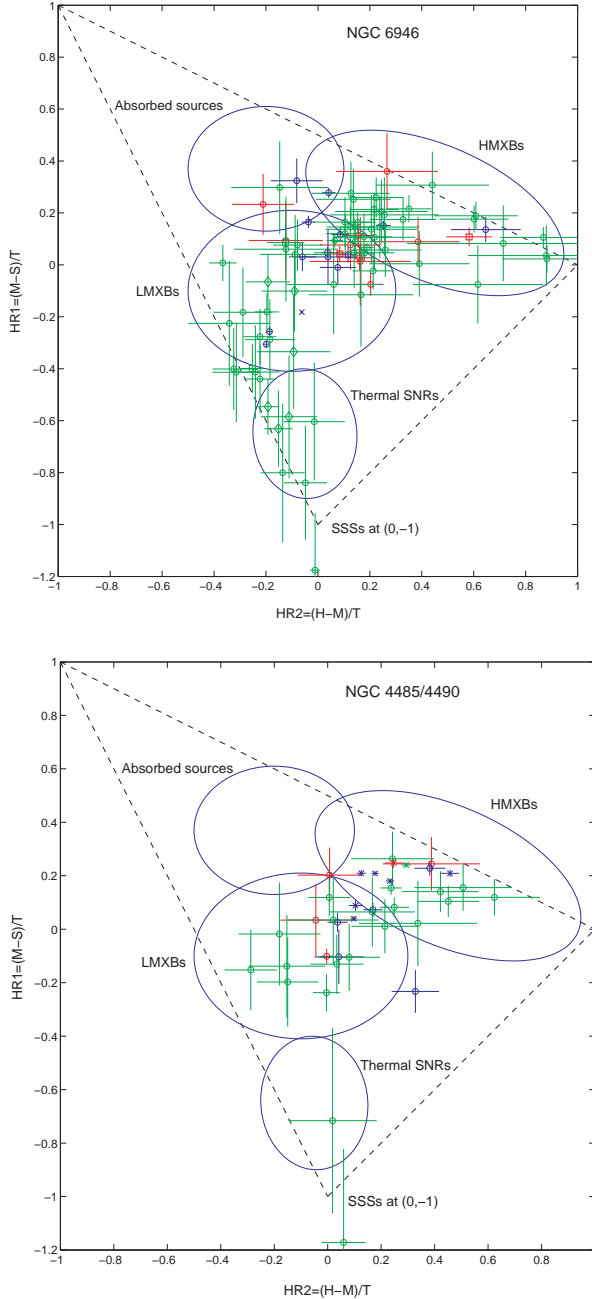 NGC 6946
Absorbed sources
HMXBs
LMXBs
Thermal SNRs
SSSs at (0,−1)
1
0.8
0.6
0.4
0.2
0
−0.2
−0.4
−0.6
−0.8
−1
−1.2
HR1=(M−S)/T
−1 −0.8 −0.6 −0.4 −0.2 0 0.2 0.4 0.6 0.8 1
HR2=(H−M)/T
NGC 4485/4490
Absorbed sources
HMXBs
LMXBs
Thermal SNRs
SSSs at (0,−1)
1
0.8
0.6
0.4
0.2
0
−0.2
−0.4
−0.6
−0.8
−1
−1.2
HR1=(M−S)/T
−1 −0.8 −0.6 −0.4 −0.2 0 0.2 0.4 0.6 0.8
HR2=(H−M)/T